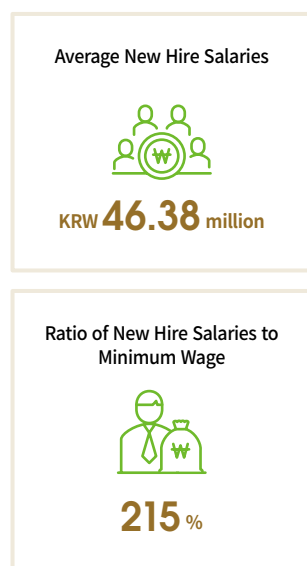 Average New Hire Salaries
₩
KRW 46.38 million
Ratio of New Hire Salaries to
Minimum Wage
₩
215 %